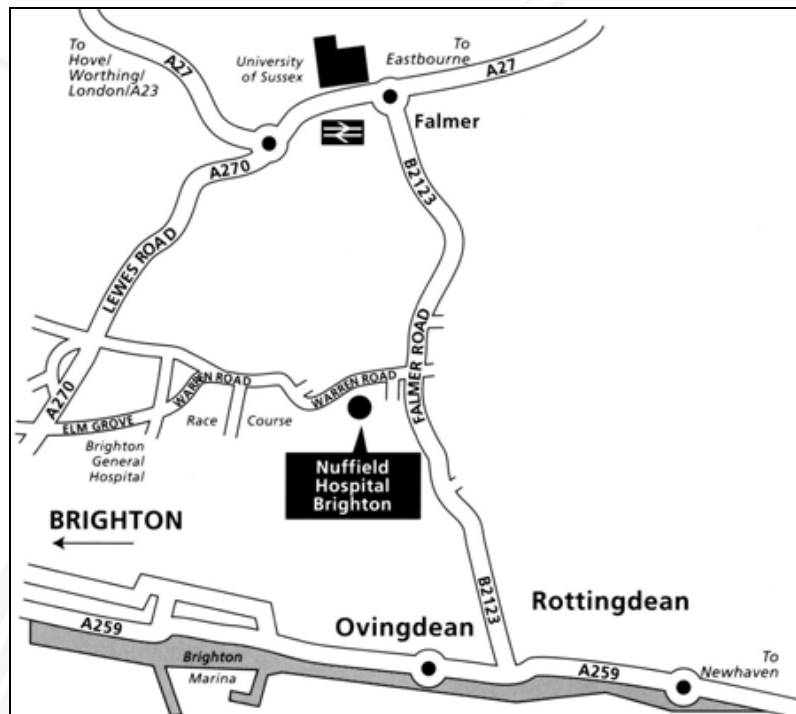 To
Hove/
Worthing/
London/A23
A27
University
of Sussex
To
Eastbourne
A27
Falmer
A270
B2123
LEWES ROAD
FALMER ROAD
A270
WARREN ROAD
WARREN ROAD
ELM GROVE
Race Course
Brighton
General
Hospital
Nuffield
Hospital
Brighton
BRIGHTON
B2123
Rottingdean
Ovingdean
A259
A259
To
Newhaven
Brighton
Marina